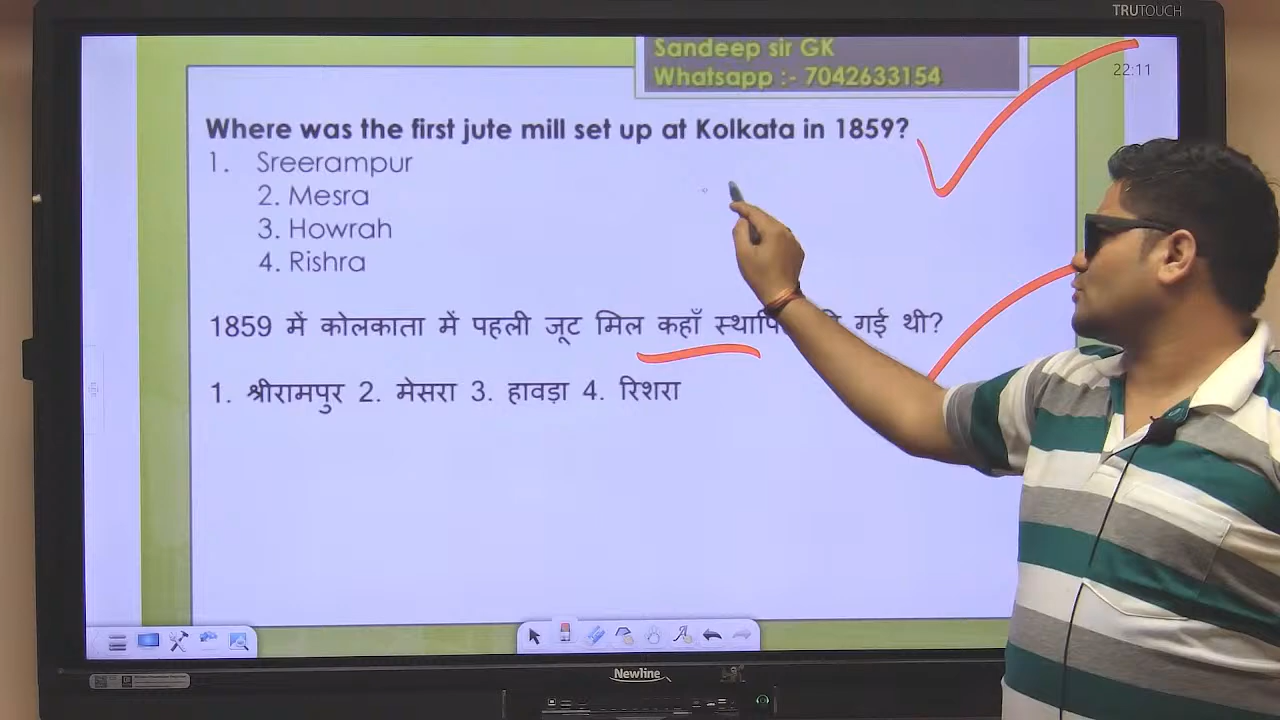 TRUTOUCH
Sandeep sir GK
Whatsapp :- 7042633154
22:11
Where was the first jute mill set up at Kolkata in 1859?
1. Sreerampur
2. Mesra
3. Howrah
4. Rishra
1859 में कोलकाता में पहली जूट मिल कहाँ गई थी?
1. श्रीरामपुर 2. मेसरा 3. हावड़ा 4. रिशरा
Newline